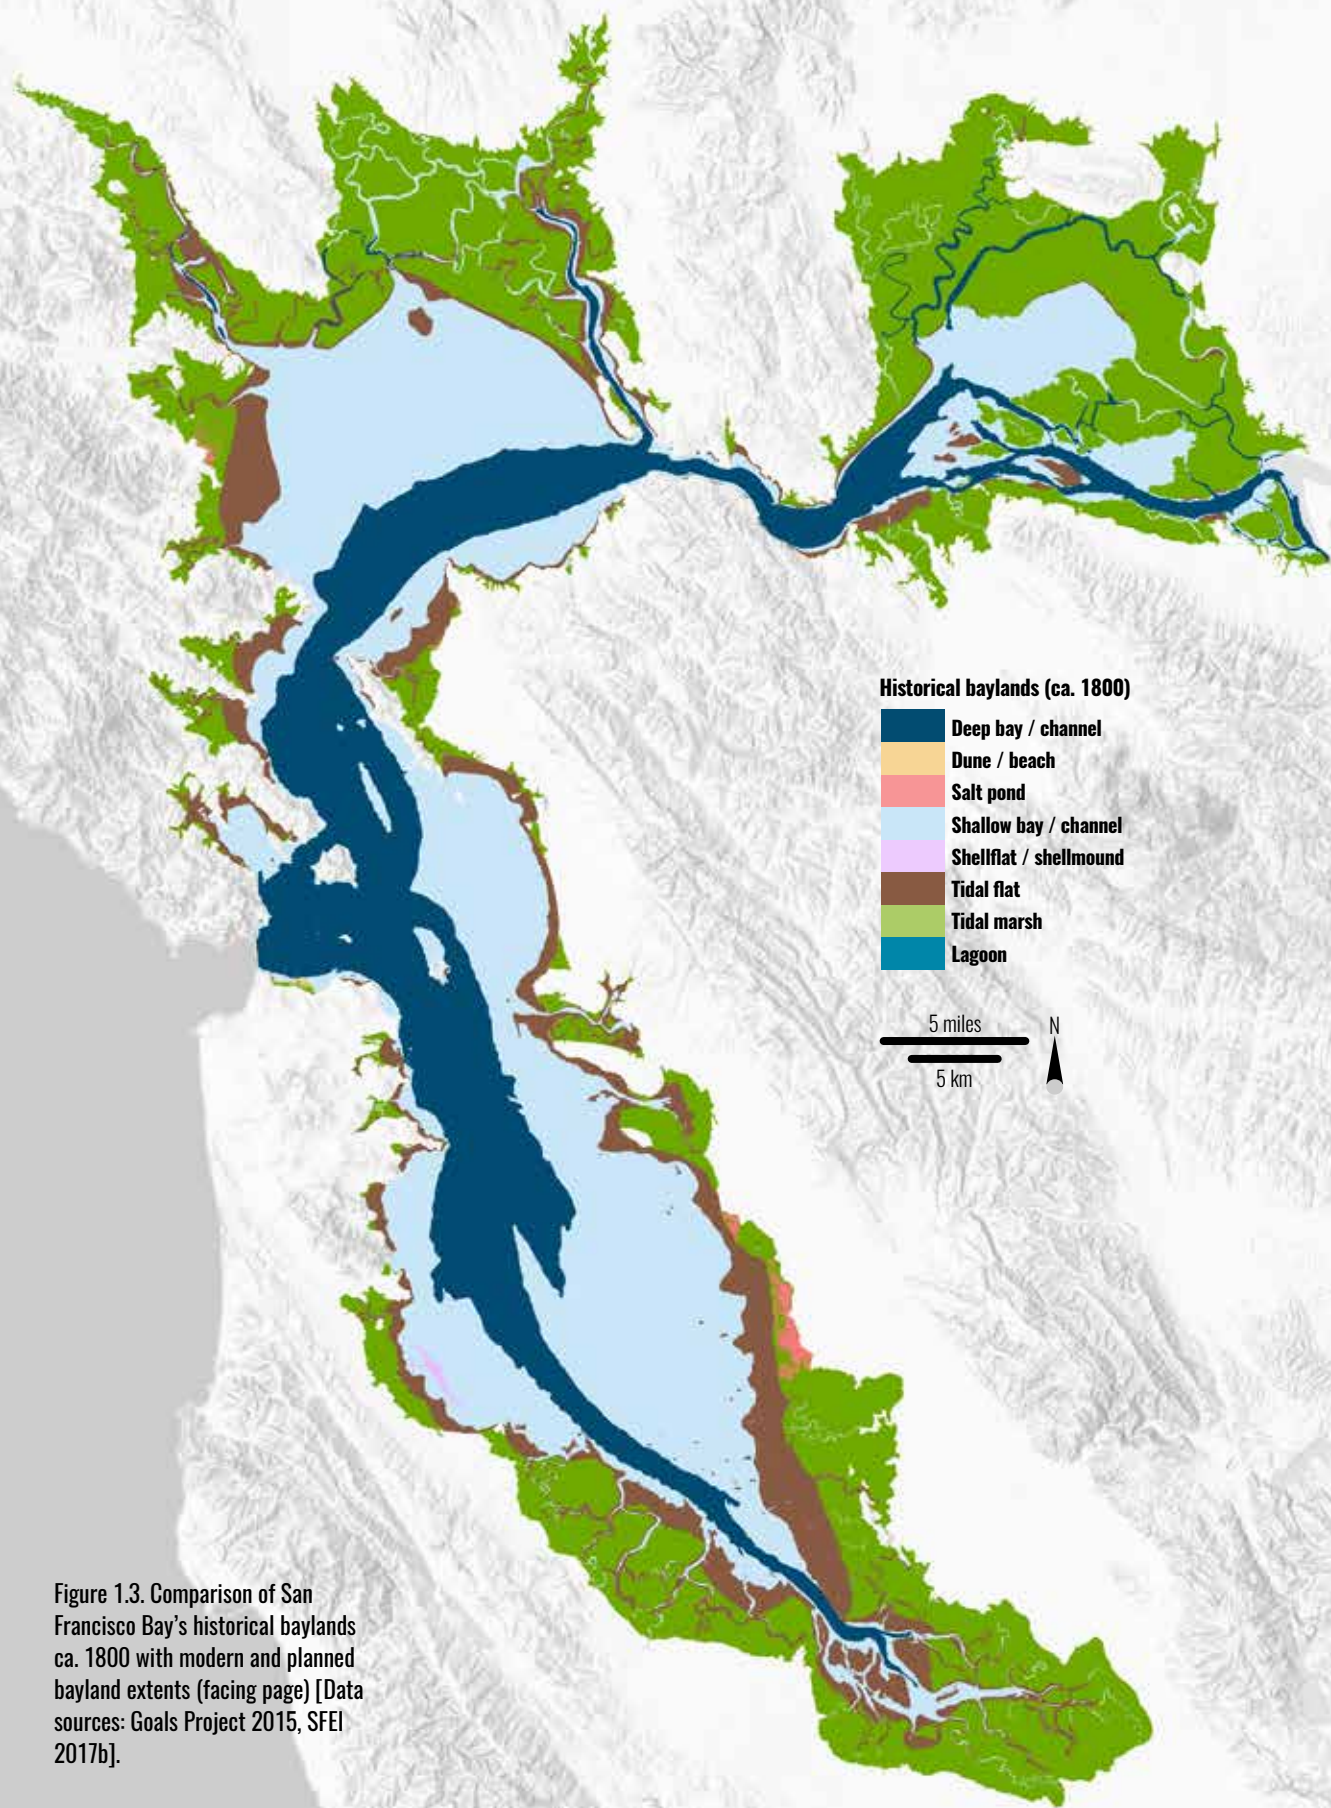 Historical baylands (ca. 1800)
Deep bay / channel
Dune / beach
Salt pond
Shallow bay / channel
Shellflat / shellmound
Tidal flat
Tidal marsh
Lagoon
5 miles
N
5 km
Figure 1.3. Comparison of San
Francisco Bay’s historical baylands
ca. 1800 with modern and planned
bayland extents (facing page) [Data
sources: Goals Project 2015, SFEI
2017b].